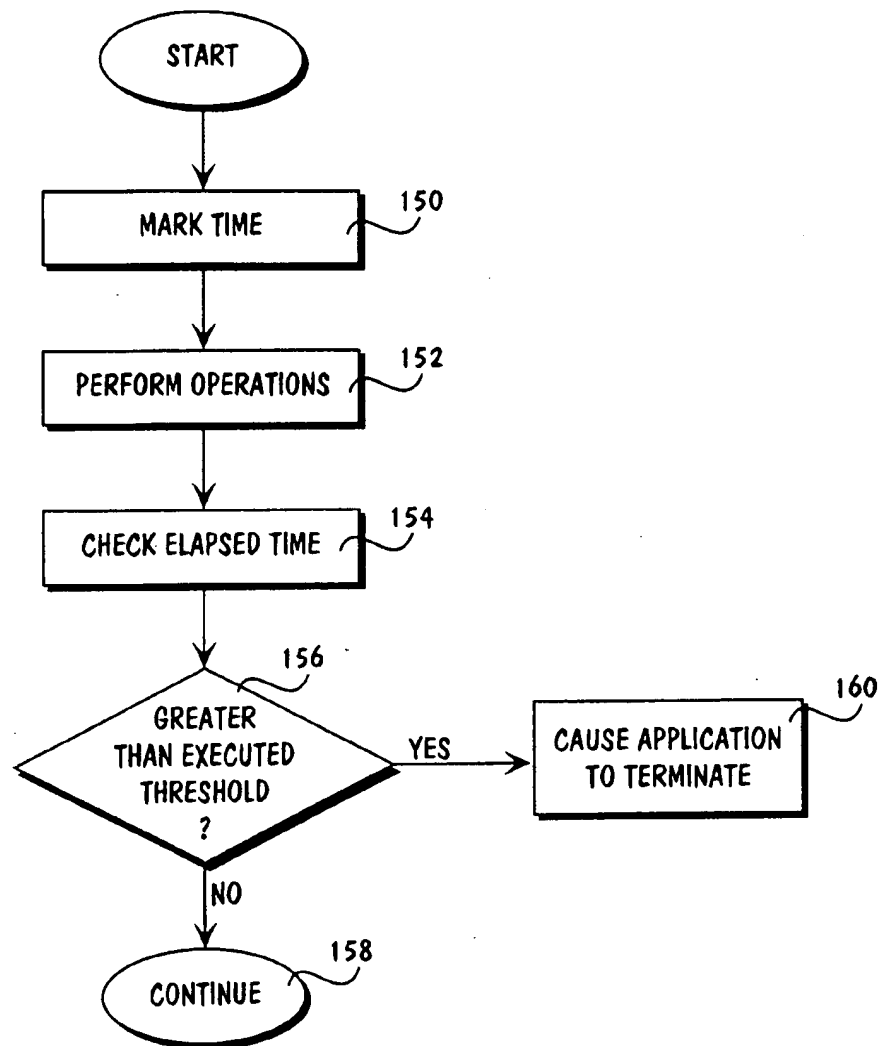 START
MARK TIME
150
PERFORM OPERATIONS
152
CHECK ELAPSED TIME
154
156
GREATER
THAN EXECUTED
THRESHOLD
?
YES
CAUSE APPLICATION
TO TERMINATE
160
NO
CONTINUE
158